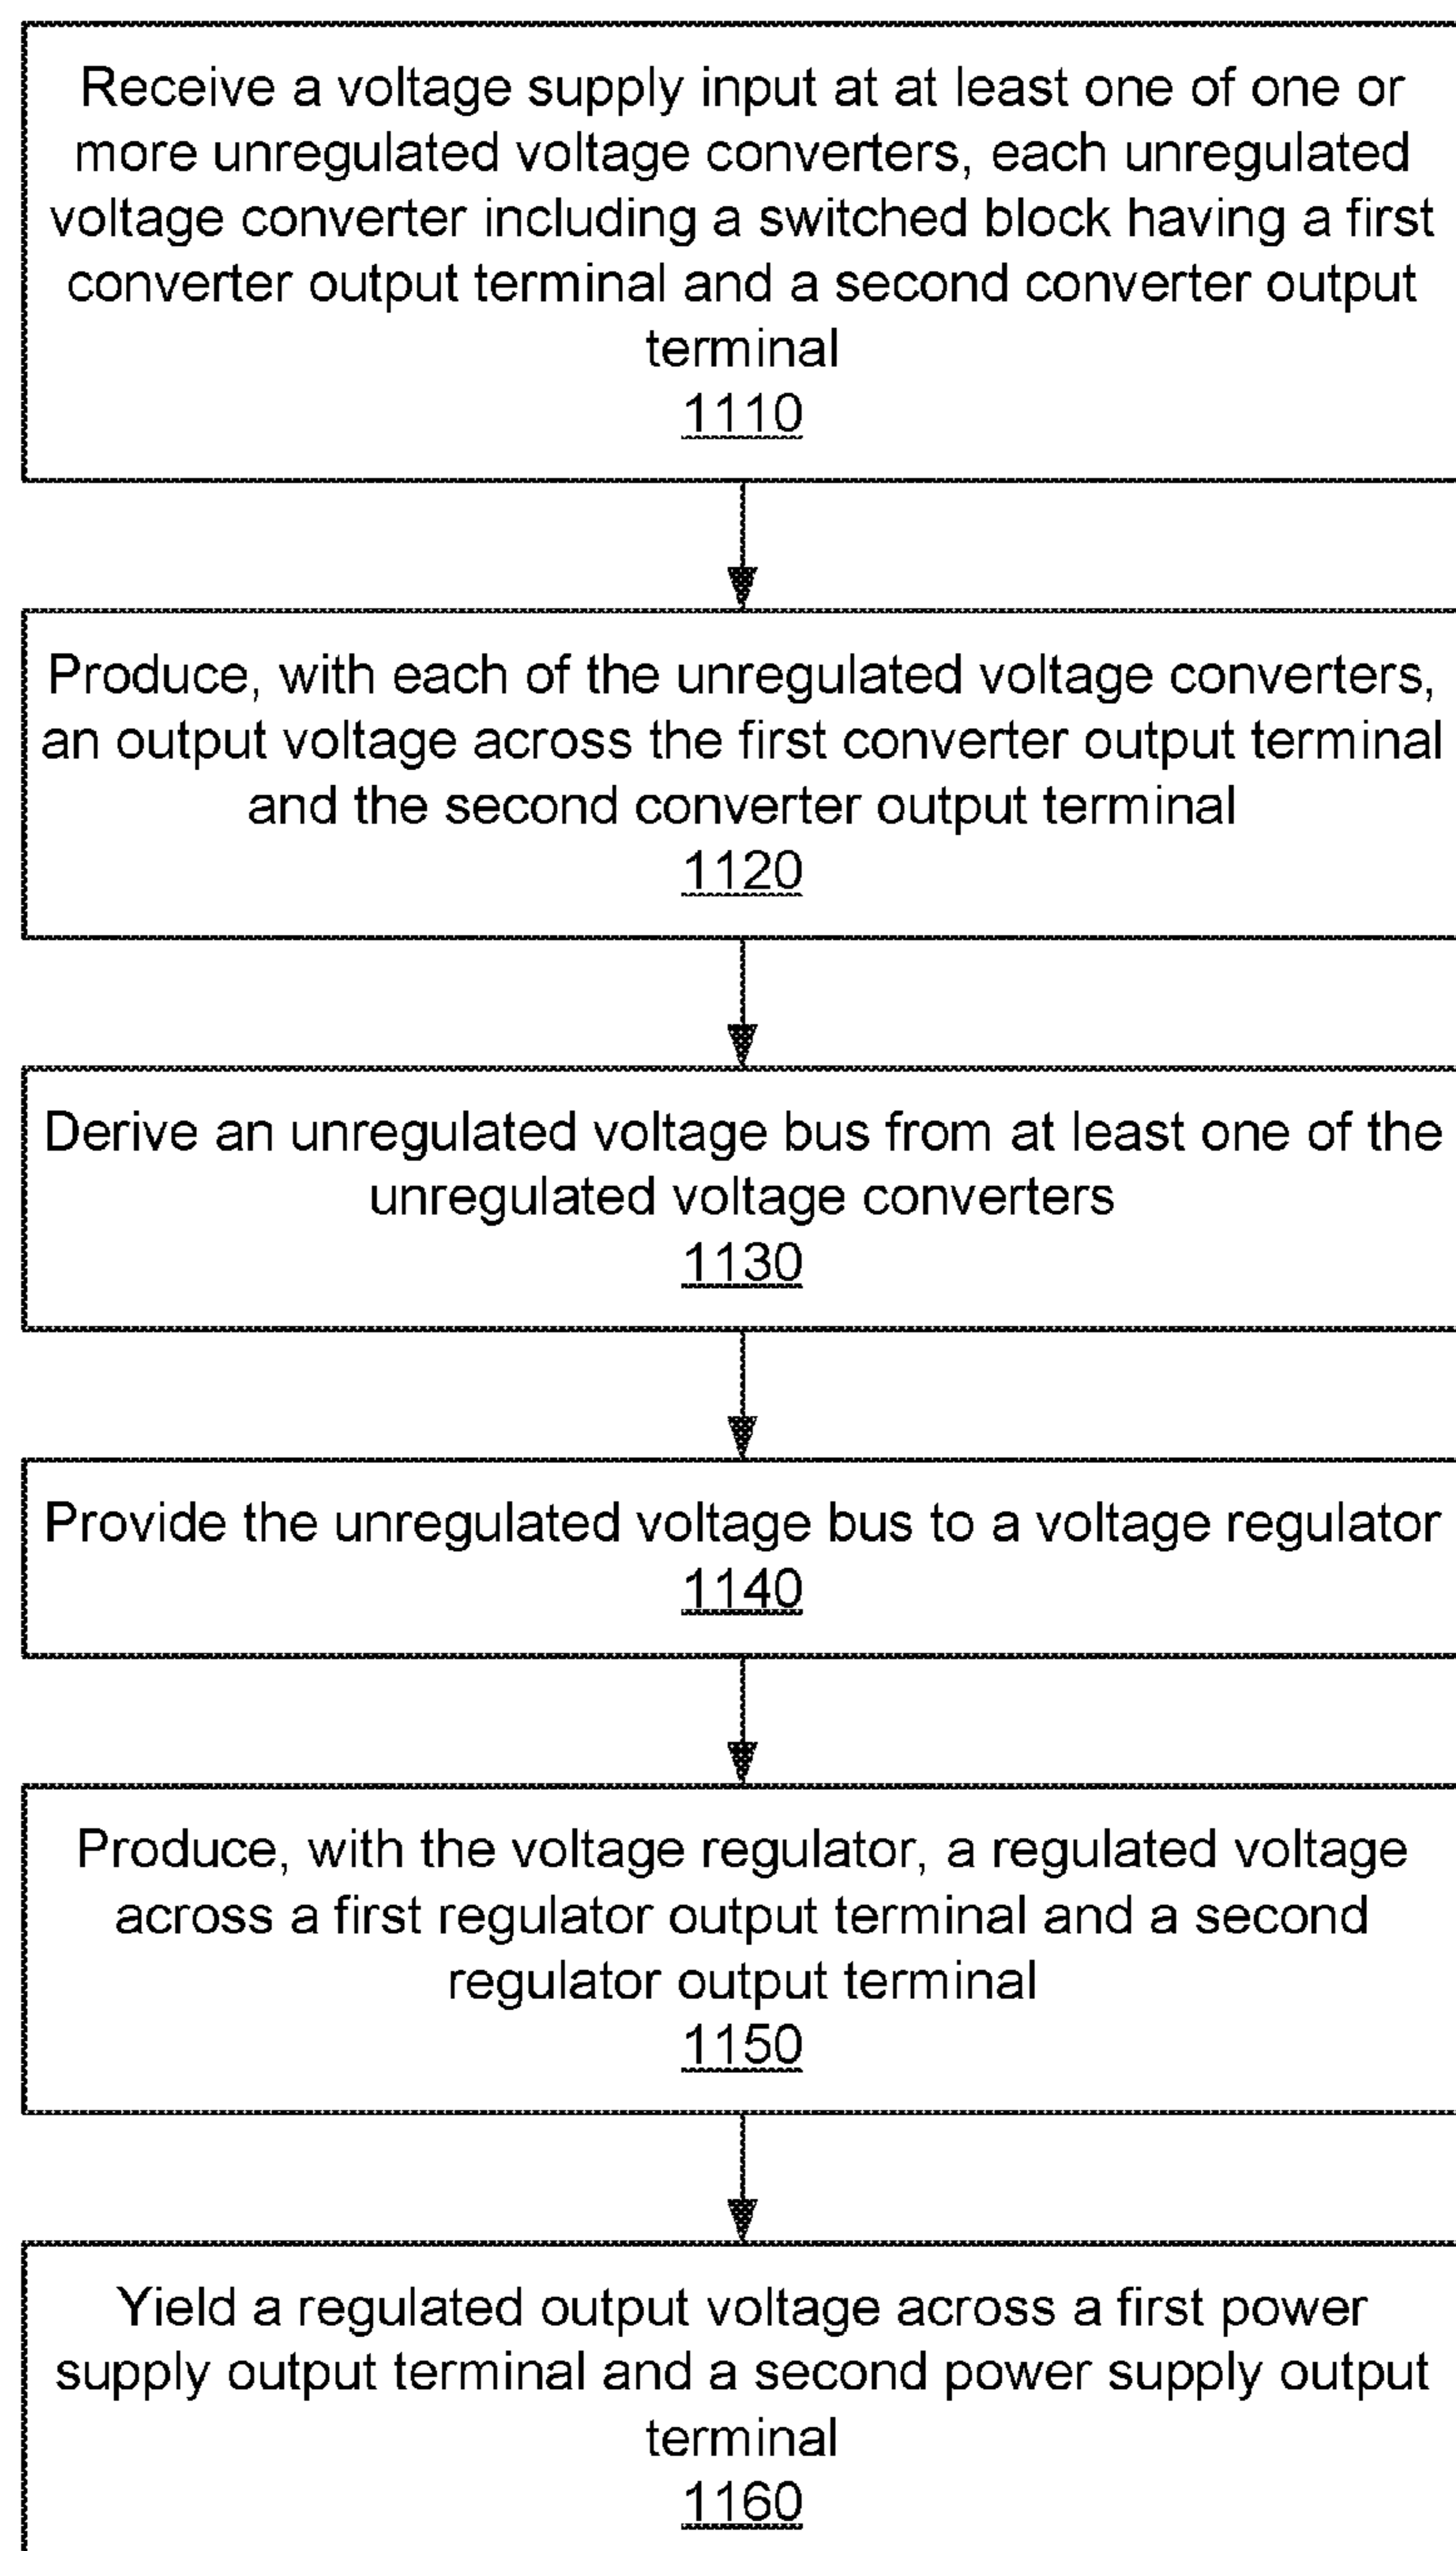 Receive a voltage supply input at at least one of one or
more unregulated voltage converters, each unregulated
voltage converter including a switched block having a first
converter output terminal and a second converter output
terminal
1110
Produce, with each of the unregulated voltage converters,
an output voltage across the first converter output terminal
and the second converter output terminal
1120
Derive an unregulated voltage bus from at least one of the
unregulated voltage converters
1130
Provide the unregulated voltage bus to a voltage regulator
1140
Produce, with the voltage regulator, a regulated voltage
across a first regulator output terminal and a second
regulator output terminal
1150
Yield a regulated output voltage across a first power
supply output terminal and a second power supply output
terminal
1160